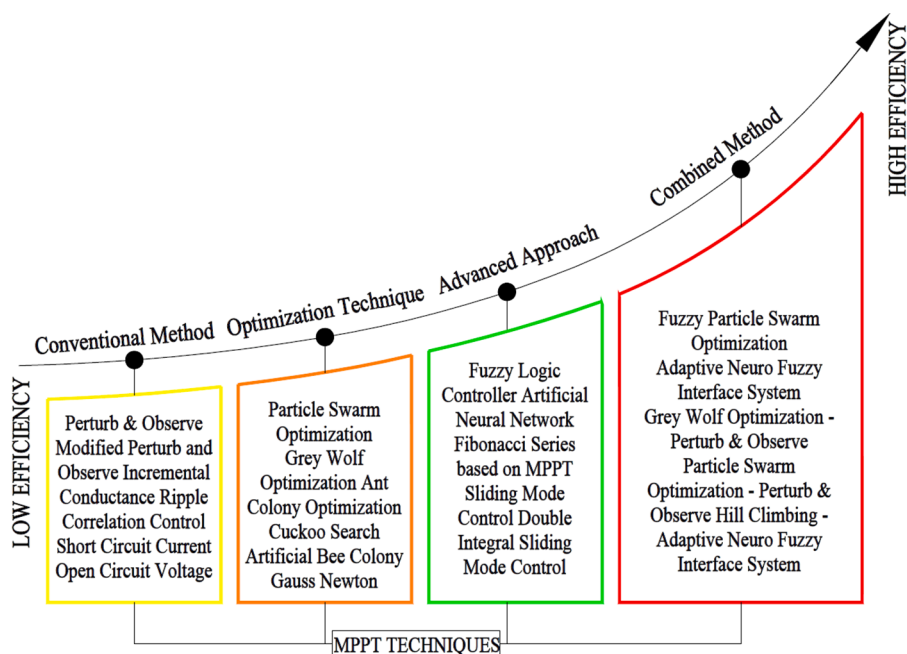 HIGH EFFICIENCY
Combined Method
Advanced Approach
Optimization Technique
Conventional Method
LOW EFFICIENCY
Perturb & Observe
Modified Perturb and
Observe Incremental
Conductance Ripple
Correlation Control
Short Circuit Current
Open Circuit Voltage
Particle Swarm
Optimization
Grey Wolf
Optimization Ant
Colony Optimization
Cuckoo Search
Artificial Bee Colony
Gauss Newton
Fuzzy Logic
Controller Artificial
Neural Network
Fibonacci Series
based on MPPT
Sliding Mode
Control Double
Integral Sliding
Mode Control
Fuzzy Particle Swarm
Optimization
Adaptive Neuro Fuzzy
Interface System
Grey Wolf Optimization -
Perturb & Observe
Particle Swarm
Optimization - Perturb &
Observe Hill Climbing -
Adaptive Neuro Fuzzy
Interface System
MPPT TECHNIQUES